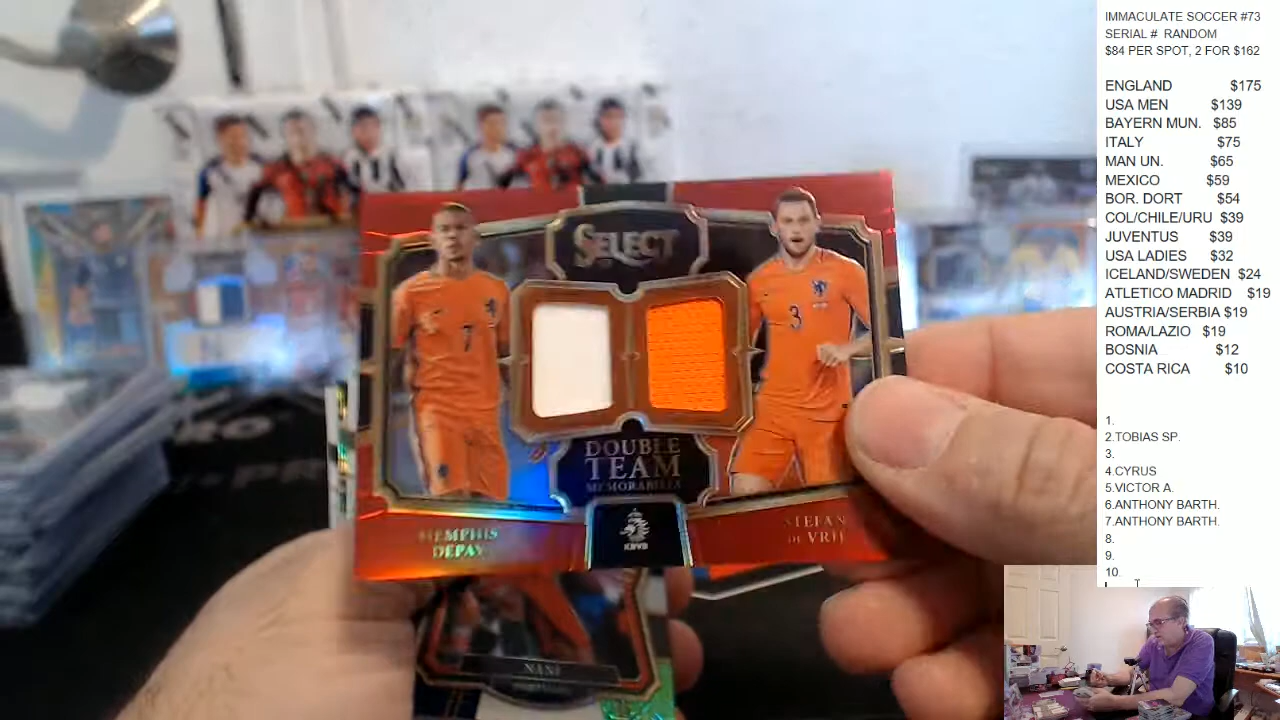 IMMACULATE SOCCER #73
SERIAL # RANDOM
$84 PER SPOT, 2 FOR $162
ENGLAND $175
USA MEN $139
BAYERN MUN. $85
ITALY $75
MAN UN. $65
MEXICO $59
BOR. DORT $54
COL/CHILE/URU $39
JUVENTUS $39
USA LADIES $32
ICELAND/SWEDEN $24
ATLETICO MADRID $19
AUSTRIA/SERBIA $19
ROMA/LAZIO $19
BOSNIA $12
COSTA RICA $10
1.
2.TOBIAS SP.
3.
4.CYRUS
5.VICTOR A.
6.ANTHONY BARTH.
7.ANTHONY BARTH.
8.
9.
10.
SELECT
7
3
DOUBLE
TEAM
MEMORABILIA
MEMPHIS
DEPAY
KNVB
STEFAN
DE VRIJ
NANI